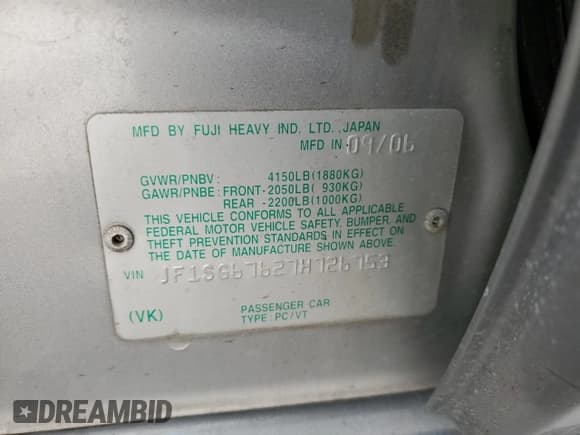 MFD BY FUJI HEAVY IND. LTD. JAPAN
MFD IN 09/06
GVWR/PNBV: 4150LB(1880KG)
GAWR/PNBE: FRONT-2050LB( 930KG)
REAR -2200LB(1000KG)
THIS VEHICLE CONFORMS TO ALL APPLICABLE
FEDERAL MOTOR VEHICLE SAFETY, BUMPER, AND
THEFT PREVENTION STANDARDS IN EFFECT ON
THE DATE OF MANUFACTURE SHOWN ABOVE.
VIN JF1SG67627H726753
(VK) PASSENGER CAR
TYPE: PC/VT
DREAMBID